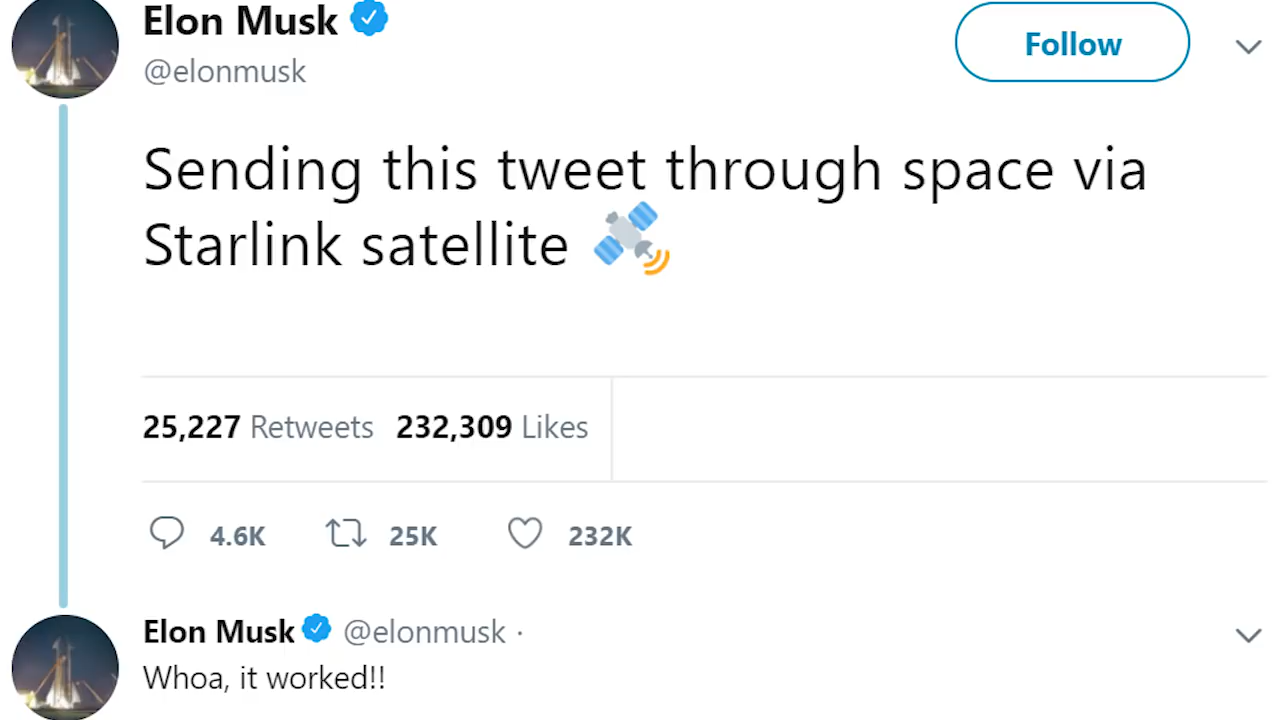 Elon Musk
@elonmusk
Follow
Sending this tweet through space via
Starlink satellite
25,227 Retweets 232,309 Likes
4.6K 25K 232K
Elon Musk @elonmusk ·
Whoa, it worked!!